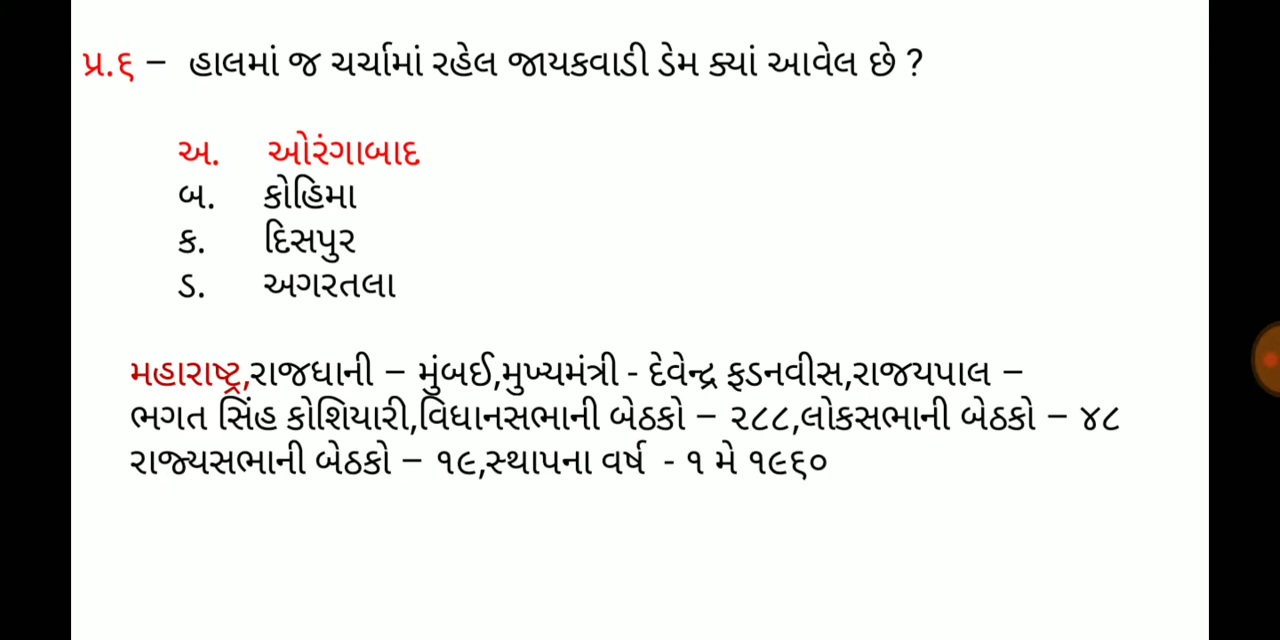 પ્ર.૬ – હાલમાં જ ચર્ચામાં રહેલ જાયકવાડી ડેમ ક્યાં આવેલ છે ?
અ. ઓરંગાબાદ
બ. કોહિમા
ક. દિસપુર
ડ. અગરતલા
મહારાષ્ટ્ર,રાજધાની – મુંબઈ,મુખ્યમંત્રી - દેવેન્દ્ર ફડનવીસ,રાજયપાલ –
ભગત સિંહ કોશિયારી,વિધાનસભાની બેઠકો – ૨૮૮,લોકસભાની બેઠકો – ૪૮
રાજ્યસભાની બેઠકો – ૧૯,સ્થાપના વર્ષ - ૧ મે ૧૯૬૦